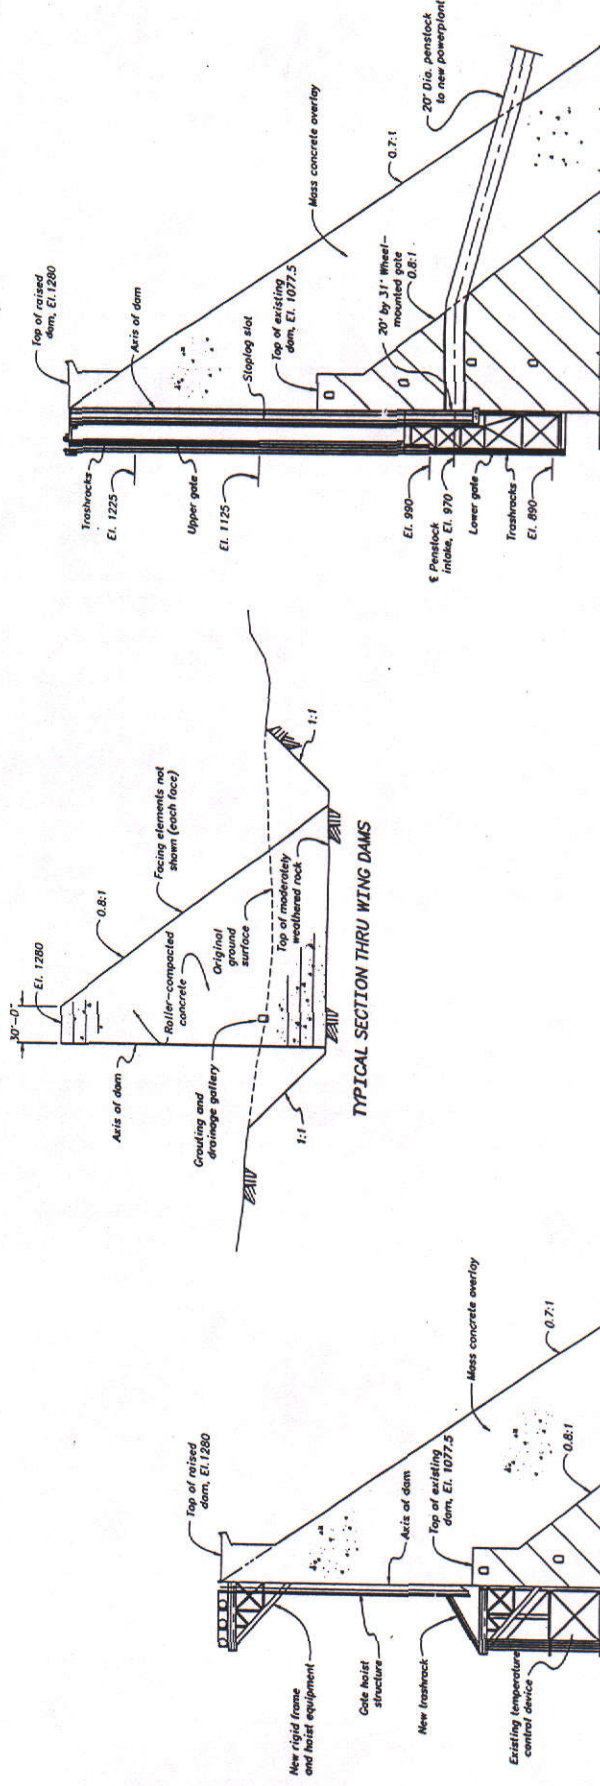 Top of raised
dam, El.1280
Trashracks
El. 1225
Axis of dam
Upper gate
El. 1125
Stoplog slot
Top of existing
dam, El. 1077.5
Mass concrete overlay
0.7:1
20' Dia. penstock
to new powerplant
20' by 31' Wheel-
mounted gate
0.8:1
El. 990
℄ Penstock
intake, El. 970
Lower gate
Trashracks
El. 890
30'-0"
El. 1280
0.8:1
Facing elements not
shown (each face)
Axis of dam
Roller-compacted
concrete
Original
ground
surface
Grouting and
drainage gallery
Top of moderately
weathered rock
1:1
1:1
TYPICAL SECTION THRU WING DAMS
Top of raised
dam, El.1280
New rigid frame
and hoist equipment
Gate hoist
structure
Axis of dam
New trashrack
Top of existing
dam, El. 1077.5
Mass concrete overlay
0.7:1
0.8:1
Existing temperature
control device